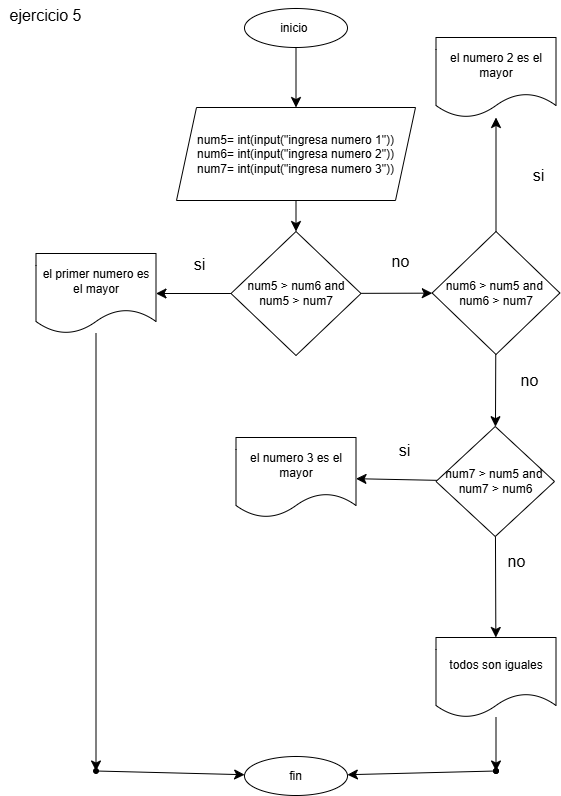 ejercicio 5
inicio
el numero 2 es el
mayor
num5= int(input("ingresa numero 1"))
num6= int(input("ingresa numero 2"))
num7= int(input("ingresa numero 3"))
si
si
no
el primer numero es
el mayor
num5 > num6 and
num5 > num7
num6 > num5 and
num6 > num7
no
el numero 3 es el
mayor
si
num7 > num5 and
num7 > num6
no
todos son iguales
fin